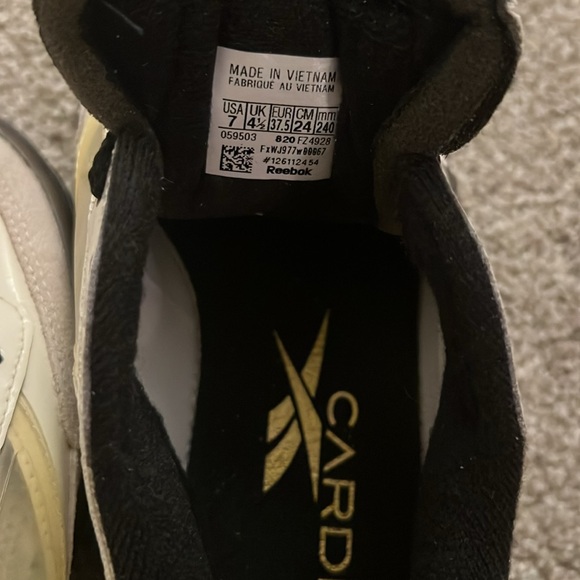 MADE IN VIETNAM
FABRIQUE AU VIETNAM
USA UK EUR CM mm
7 4½ 37.5 24 240
059503 820 FZ4928
#126112454
Reebok
CARD